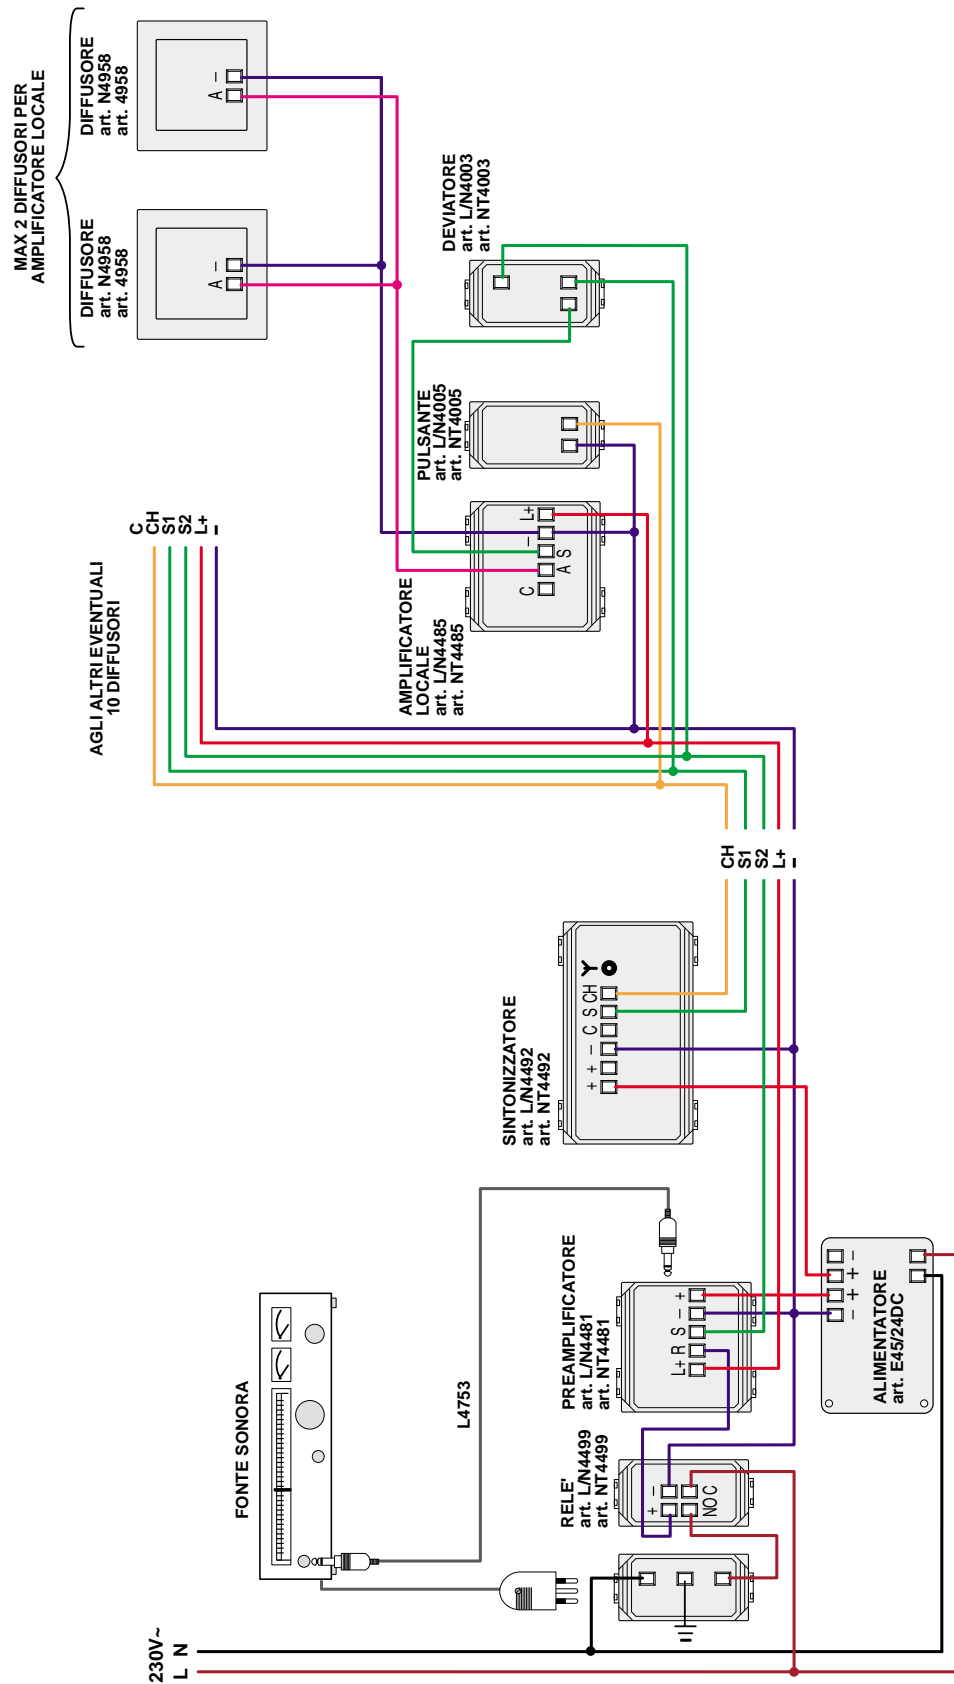 MAX 2 DIFFUSORI PER
AMPLIFICATORE LOCALE
DIFFUSORE
art. N4958
art. 4958
A
-
DIFFUSORE
art. N4958
art. 4958
A
-
DEVIATORE
art. L/N4003
art. NT4003
PULSANTE
art. L/N4005
art. NT4005
AGLI ALTRI EVENTUALI
10 DIFFUSORI
C
CH
S1
S2
L+
-
AMPLIFICATORE
LOCALE
art. L/N4485
art. NT4485
C
A
S
-
L+
CH
S1
S2
L+
-
SINTONIZZATORE
art. L/N4492
art. NT4492
+ + - C S CH
FONTE SONORA
L4753
PREAMPLIFICATORE
art. L/N4481
art. NT4481
L+ R S - +
RELE'
art. L/N4499
art. NT4499
+ -
NO C
ALIMENTATORE
art. E45/24DC
- + + -
230V~
L
N